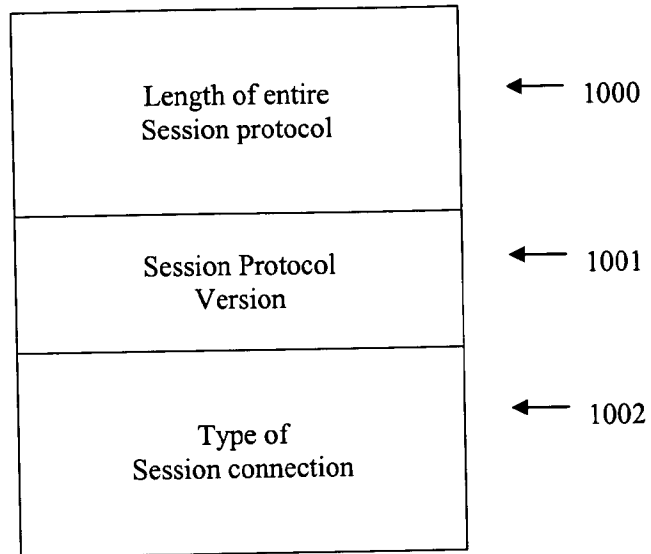 Length of entire
Session protocol
1000
Session Protocol
Version
1001
Type of
Session connection
1002